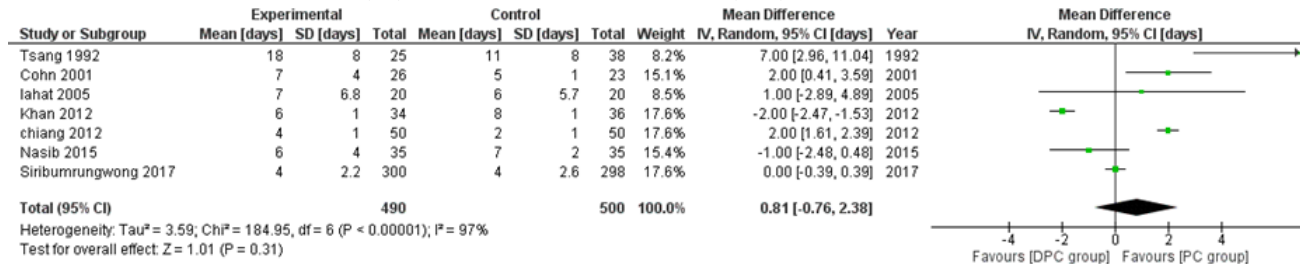 Experimental Control Mean Difference Mean Difference
Study or Subgroup Mean [days] SD [days] Total Mean [days] SD [days] Total Weight IV, Random, 95% CI [days] Year IV, Random, 95% CI [days]
Tsang 1992 18 8 25 11 8 38 8.2% 7.00 [2.96, 11.04] 1992
Cohn 2001 7 4 26 5 1 23 15.1% 2.00 [0.41, 3.59] 2001
lahat 2005 7 6.8 20 6 5.7 20 8.5% 1.00 [-2.89, 4.89] 2005
Khan 2012 6 1 34 8 1 36 17.6% -2.00 [-2.47, -1.53] 2012
chiang 2012 4 1 50 2 1 50 17.6% 2.00 [1.61, 2.39] 2012
Nasib 2015 6 4 35 7 2 35 15.4% -1.00 [-2.48, 0.48] 2015
Siribumrungwong 2017 4 2.2 300 4 2.6 298 17.6% 0.00 [-0.39, 0.39] 2017
Total (95% CI) 490 500 100.0% 0.81 [-0.76, 2.38]
Heterogeneity: Tau² = 3.59; Chi² = 184.95, df = 6 (P < 0.00001); I² = 97%
Test for overall effect: Z = 1.01 (P = 0.31)
-4 -2 0 2 4
Favours [DPC group] Favours [PC group]